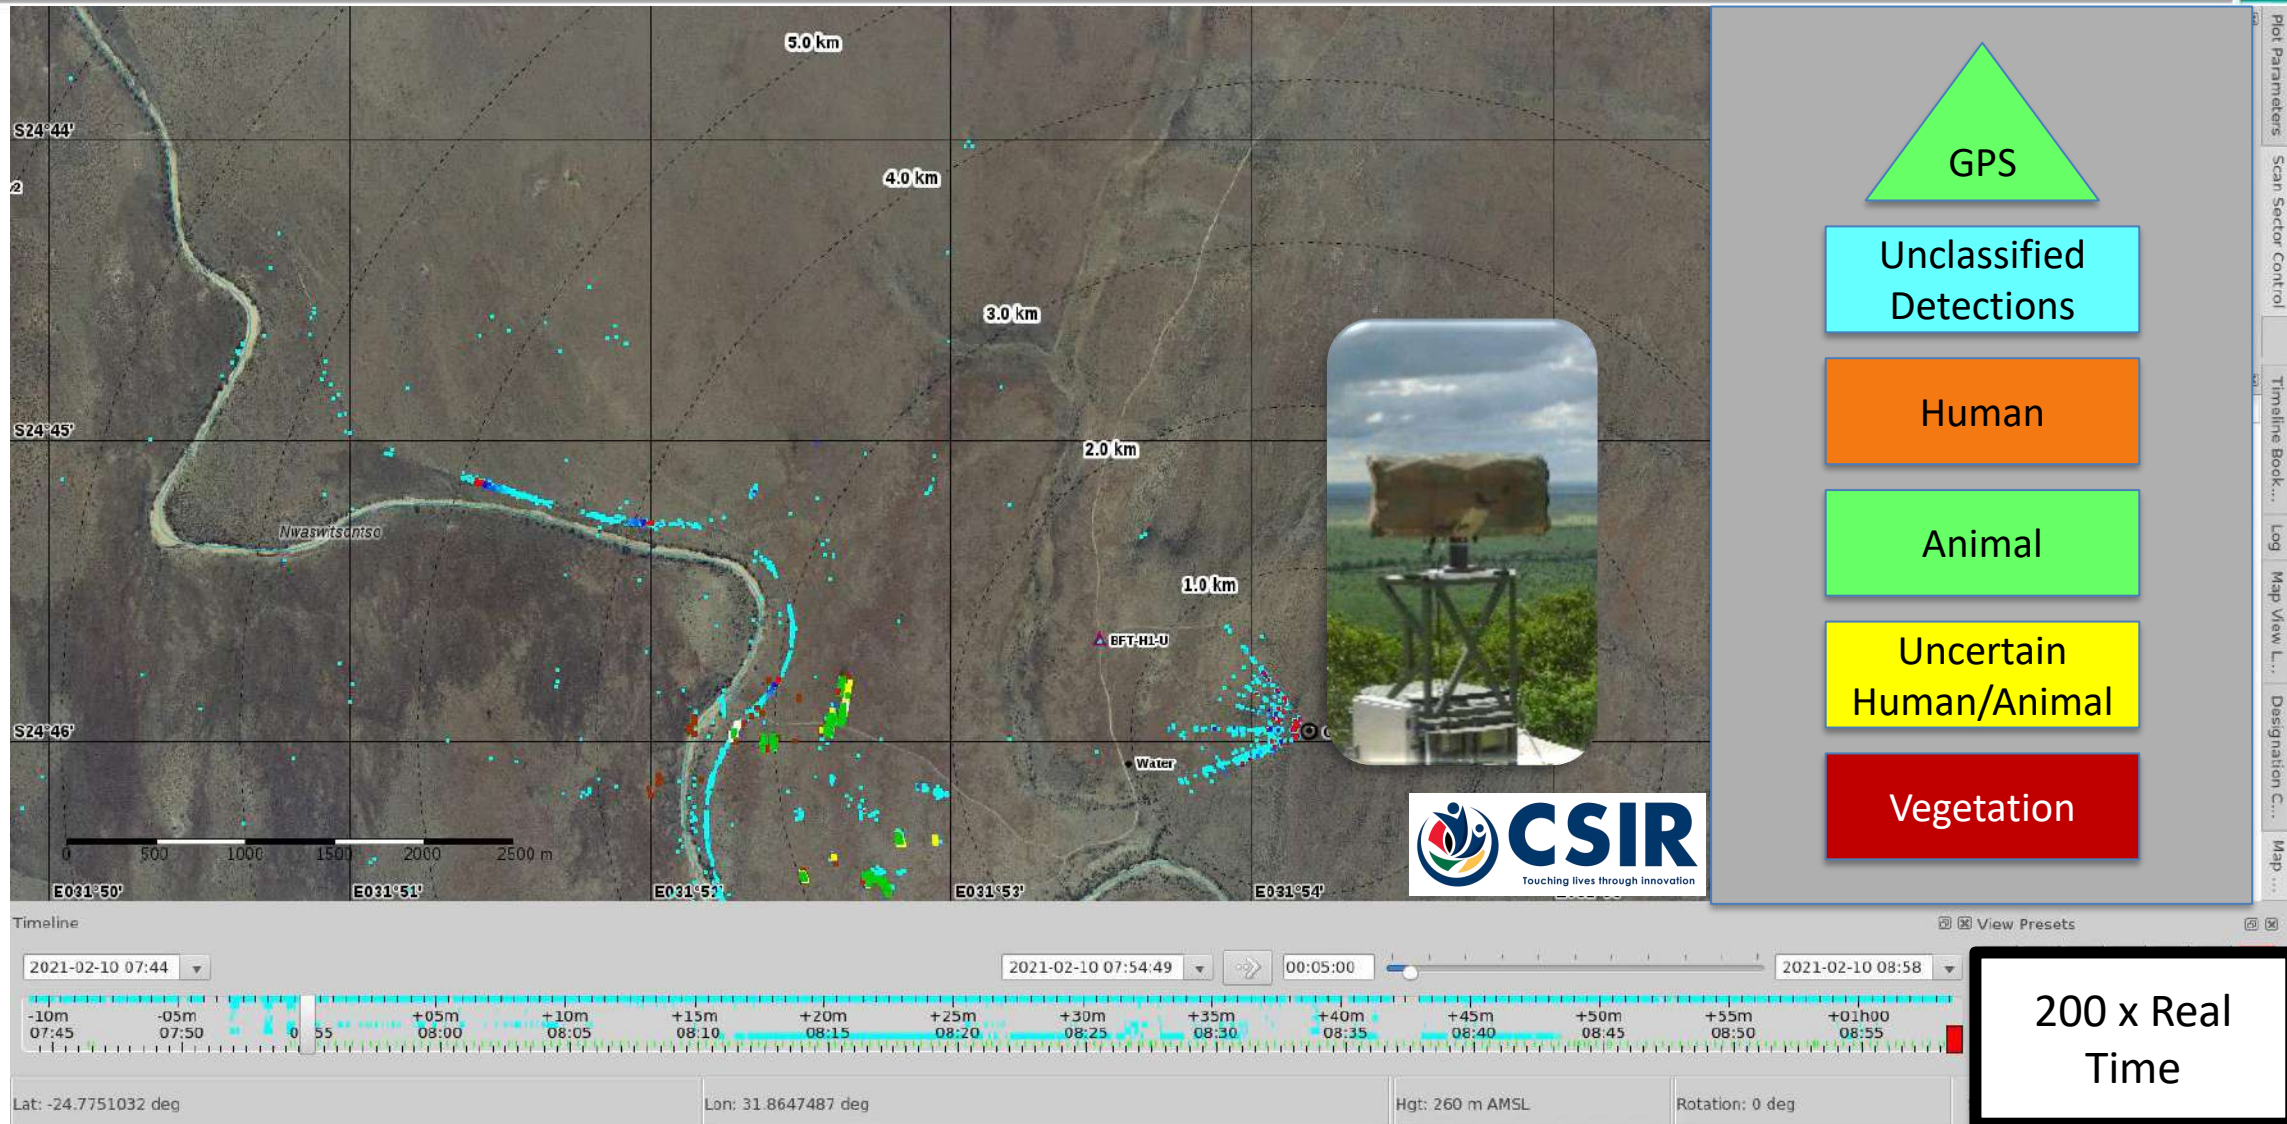 5.0 km
4.0 km
3.0 km
2.0 km
1.0 km
S24°44'
S24°45'
S24°46'
Nwaswitsontso
BFT-H1-U
Water
0 500 1000 1500 2000 2500 m
E031°50' E031°51' E031°52' E031°53' E031°54'
CSIR
Touching lives through innovation
GPS
Unclassified
Detections
Human
Animal
Uncertain
Human/Animal
Vegetation
Plot Parameters
Scan Sector Control
Timeline Book...
Log
Map View L...
Designation C...
Map ...
Timeline
View Presets
2021-02-10 07:44
2021-02-10 07:54:49
00:05:00
2021-02-10 08:58
-10m -05m +05m +10m +15m +20m +25m +30m +35m +40m +45m +50m +55m +01h00
07:45 07:50 08:00 08:05 08:10 08:15 08:20 08:25 08:30 08:35 08:40 08:45 08:50 08:55
200 x Real
Time
Lat: -24.7751032 deg
Lon: 31.8647487 deg
Hgt: 260 m AMSL
Rotation: 0 deg